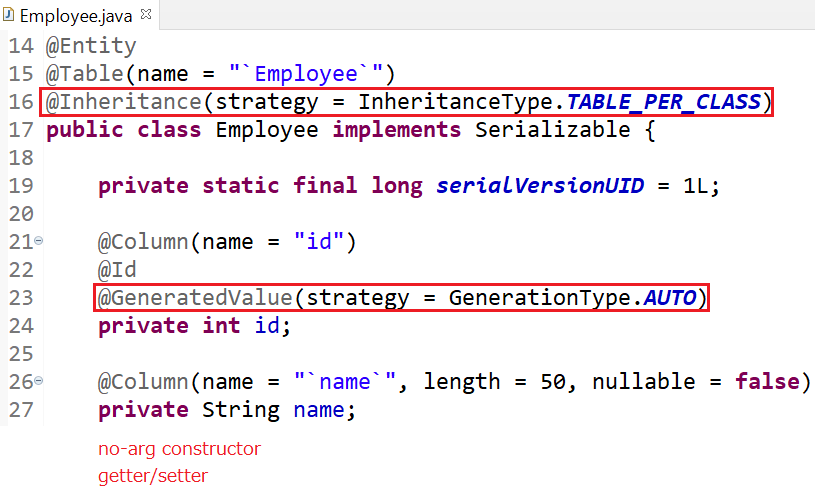 Employee.java
14 @Entity
15 @Table(name = "`Employee`")
16 @Inheritance(strategy = InheritanceType.TABLE_PER_CLASS)
17 public class Employee implements Serializable {
18
19 private static final long serialVersionUID = 1L;
20
21 @Column(name = "id")
22 @Id
23 @GeneratedValue(strategy = GenerationType.AUTO)
24 private int id;
25
26 @Column(name = "`name`", length = 50, nullable = false)
27 private String name;
no-arg constructor
getter/setter